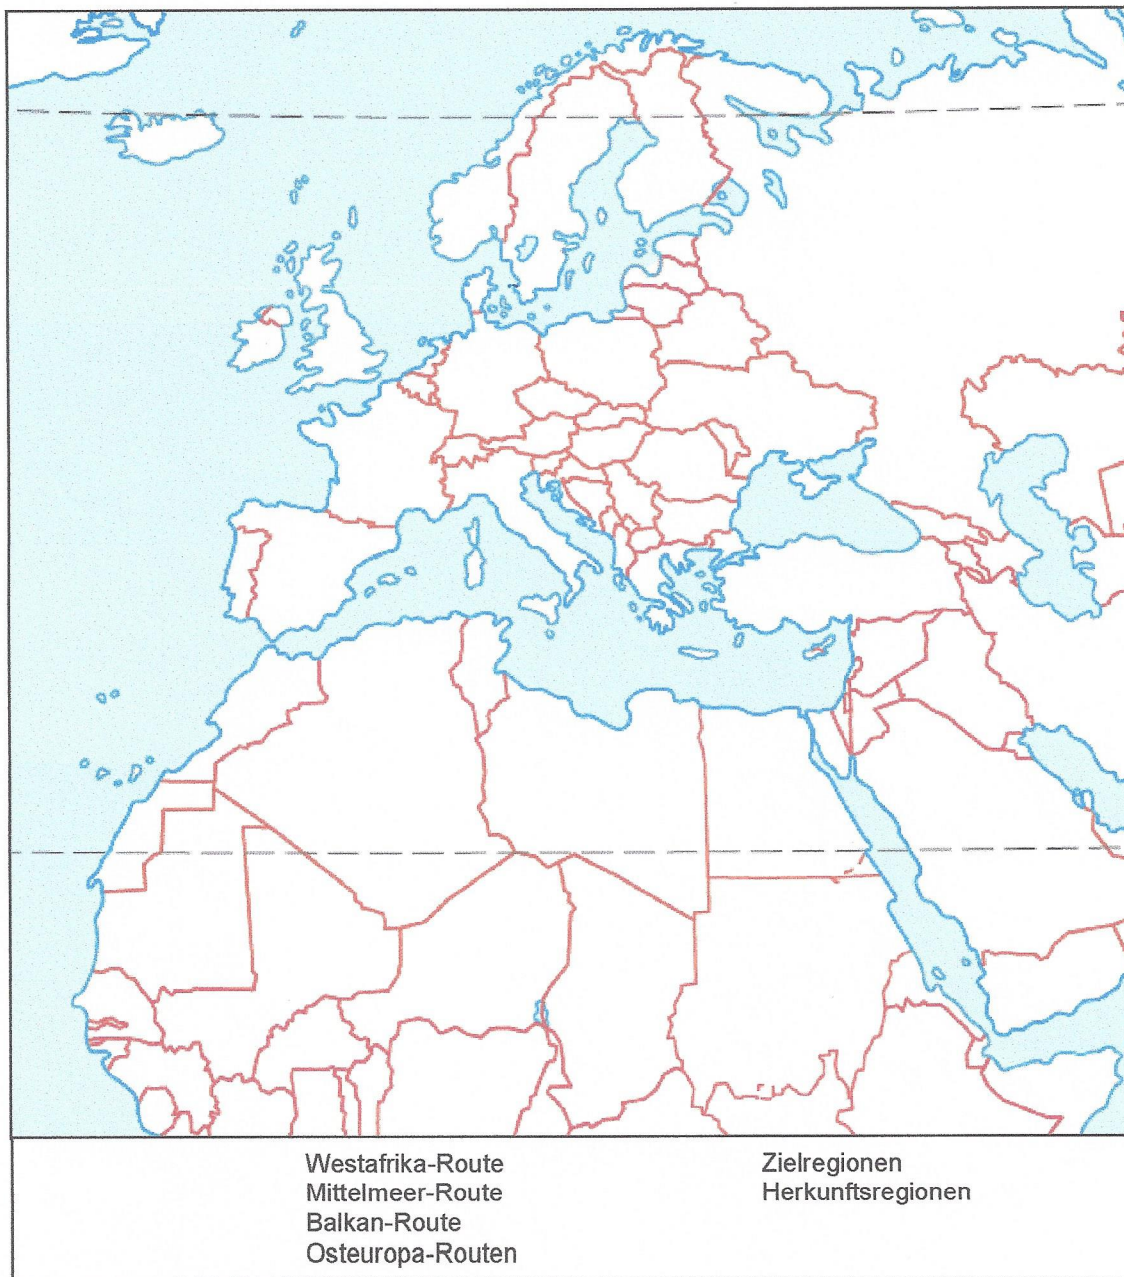 Westafrika-Route
Mittelmeer-Route
Balkan-Route
Osteuropa-Routen
Zielregionen
Herkunftsregionen